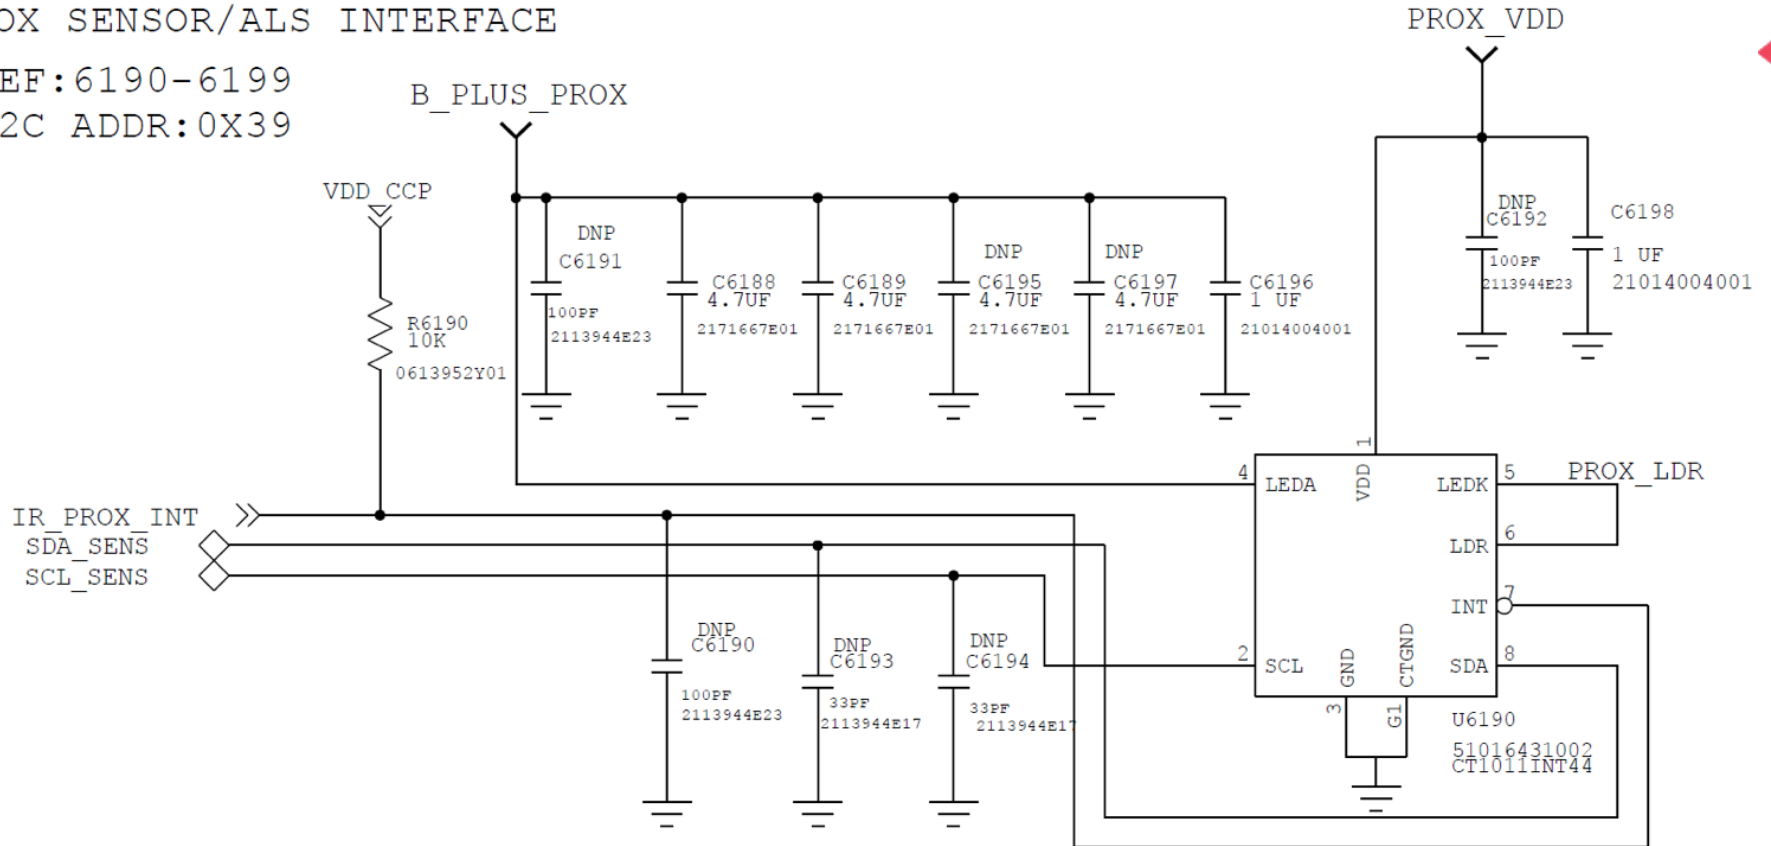 OX SENSOR/ALS INTERFACE
EF:6190-6199
2C ADDR:0X39
B_PLUS_PROX
PROX_VDD
VDD_CCP
R6190
10K
0613952Y01
DNP
C6191
100PF
2113944E23
C6188
4.7UF
2171667E01
C6189
4.7UF
2171667E01
DNP
C6195
4.7UF
2171667E01
DNP
C6197
4.7UF
2171667E01
C6196
1 UF
21014004001
DNP
C6192
100PF
2113944E23
C6198
1 UF
21014004001
IR_PROX_INT
SDA_SENS
SCL_SENS
DNP
C6190
100PF
2113944E23
DNP
C6193
33PF
2113944E17
DNP
C6194
33PF
2113944E17
1
VDD
4
LEDA
LEDK
5
PROX_LDR
LDR
6
INT
7
2
SCL
GND
CTGND
SDA
8
3
G1
U6190
51016431002
CT1011INT44